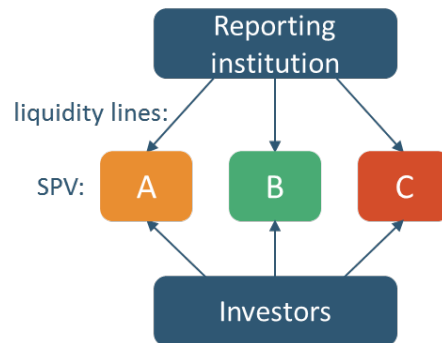 Reporting
institution
liquidity lines:
SPV:
A
B
C
Investors